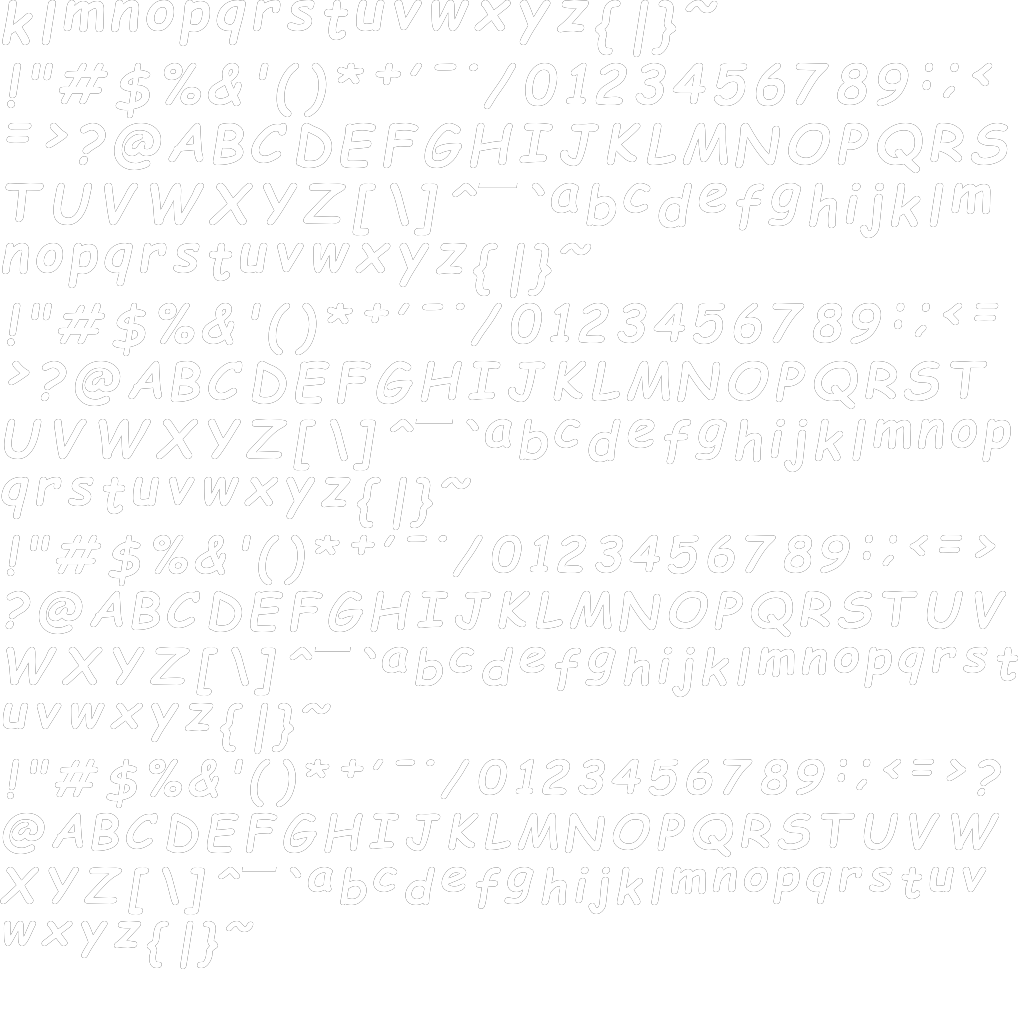 klmnopqrstuvwxyz{|}~
!"#$%&'()*+,-./0123456789:;<
=>?@ABCDEFGHIJKLMNOPQRS
TUVWXYZ[\]^_`abcdefghijklm
nopqrstuvwxyz{|}~
!"#$%&'()*+,-./0123456789:;<=
>?@ABCDEFGHIJKLMNOPQRST
UVWXYZ[\]^_`abcdefghijklmnop
qrstuvwxyz{|}~
!"#$%&'()*+,-./0123456789:;<=>
?@ABCDEFGHIJKLMNOPQRSTUV
WXYZ[\]^_`abcdefghijklmnopqrst
uvwxyz{|}~
!"#$%&'()*+,-./0123456789:;<=>?
@ABCDEFGHIJKLMNOPQRSTUVW
XYZ[\]^_`abcdefghijklmnopqrstuv
wxyz{|}~